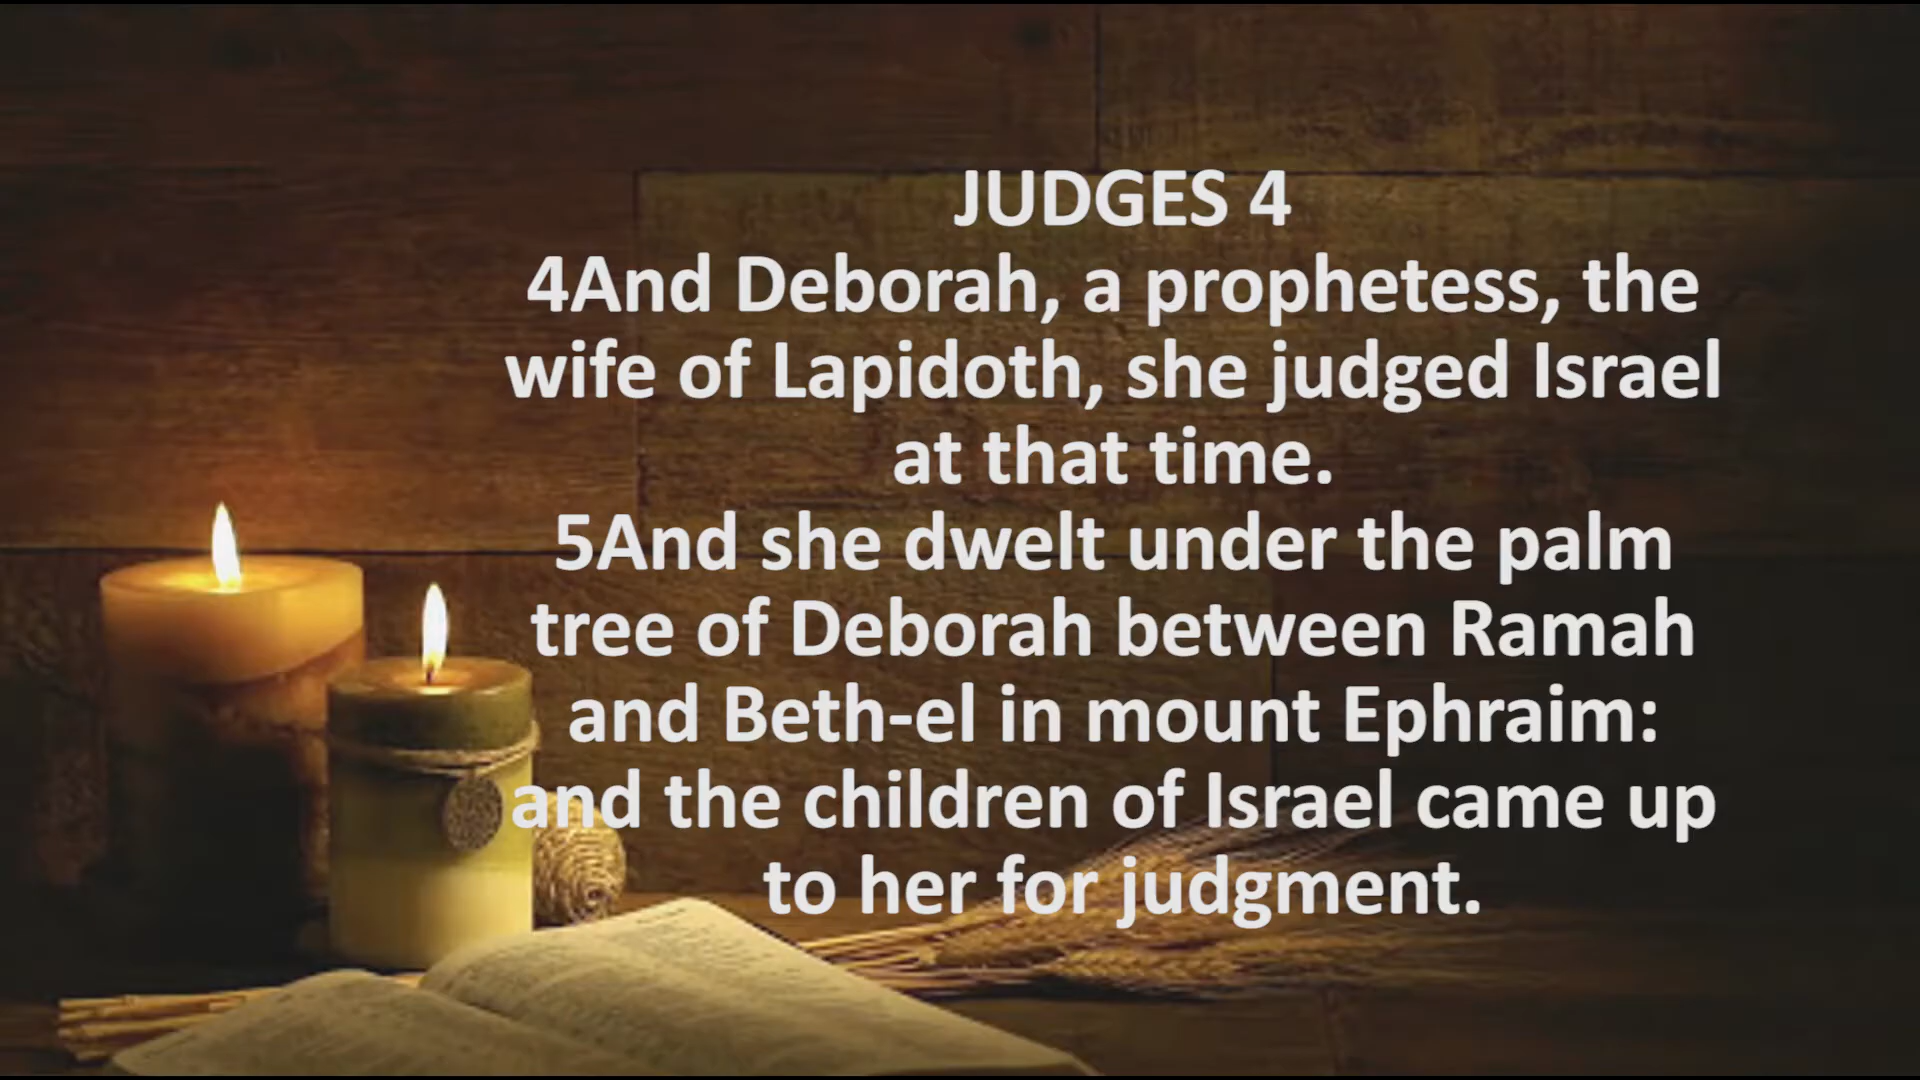 JUDGES 4
4And Deborah, a prophetess, the
wife of Lapidoth, she judged Israel
at that time.
5And she dwelt under the palm
tree of Deborah between Ramah
and Beth-el in mount Ephraim:
and the children of Israel came up
to her for judgment.